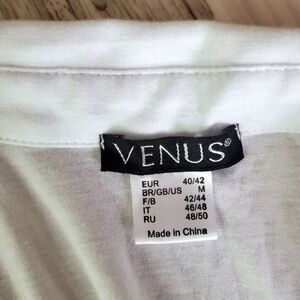 VENUS®
EUR 40/42
BR/GB/US M
F/B 42/44
IT 46/48
RU 48/50
Made in China